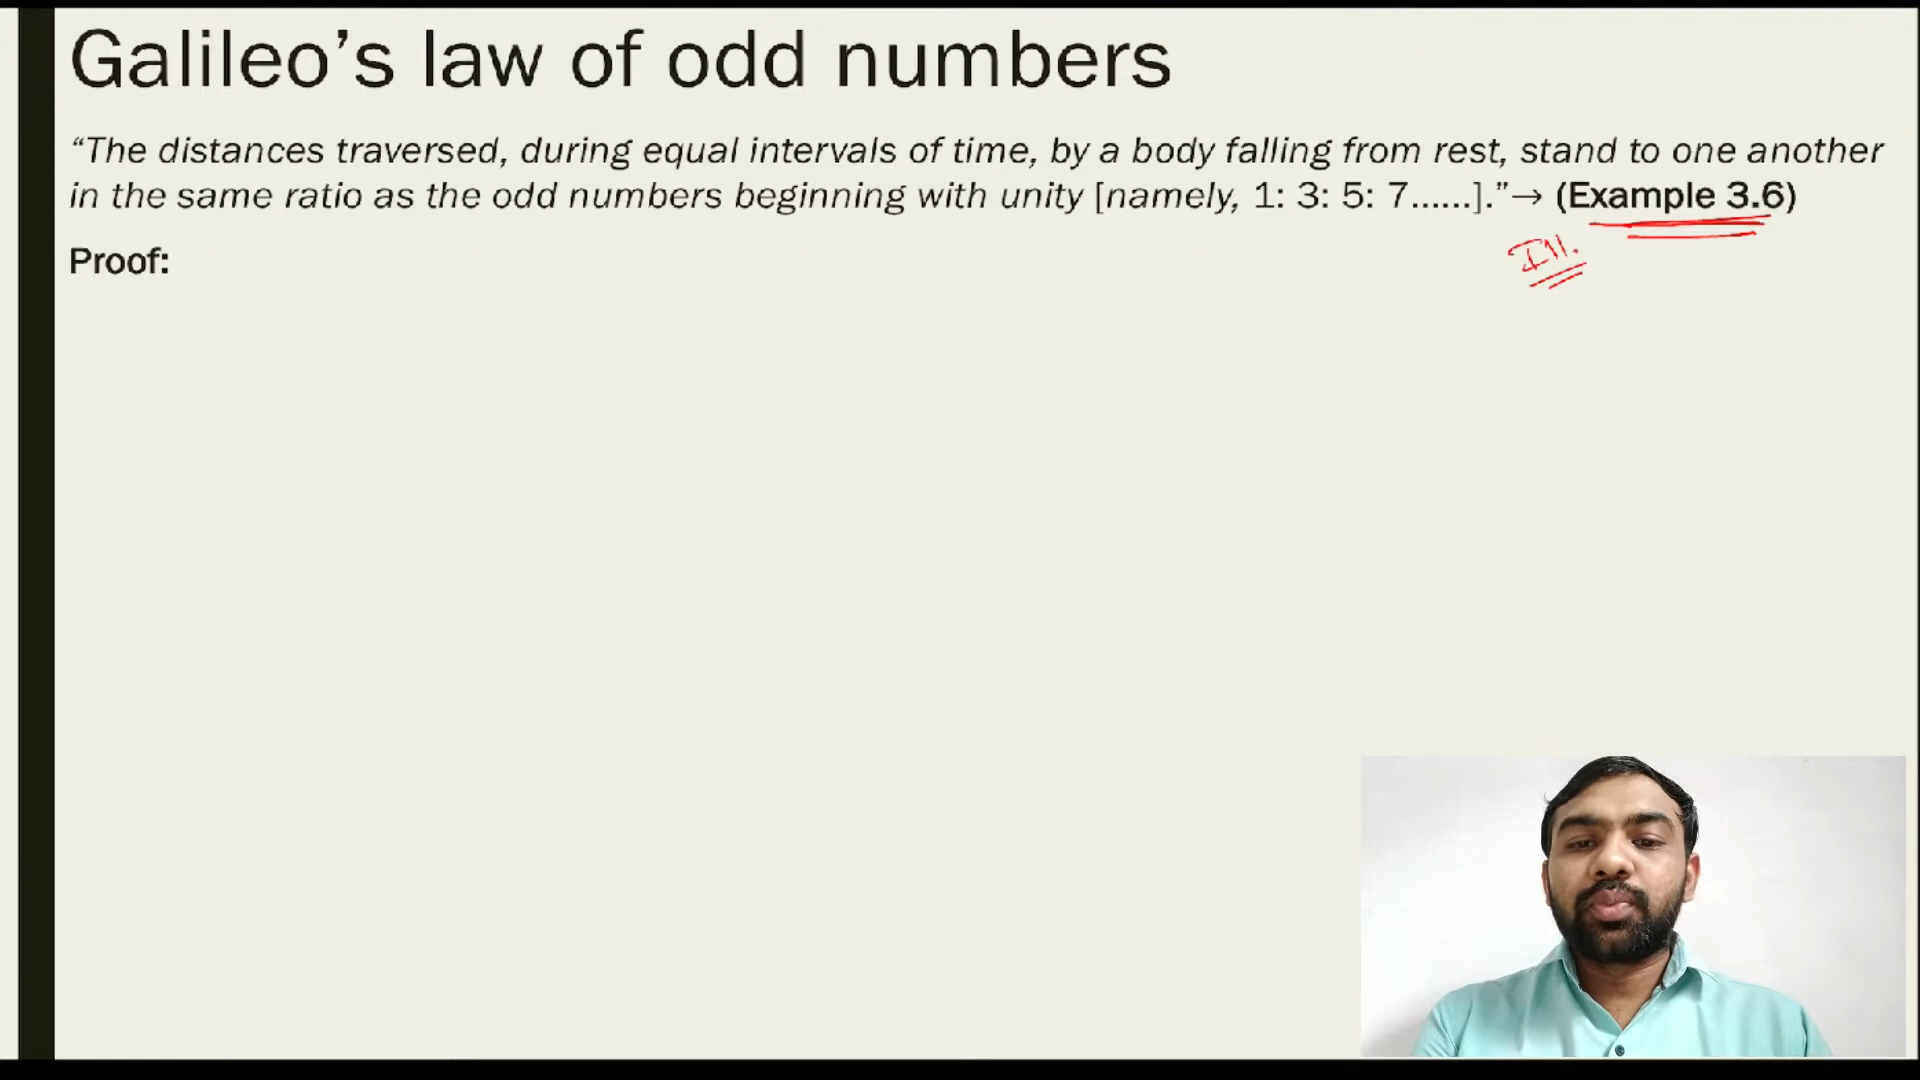 Galileo’s law of odd numbers
“The distances traversed, during equal intervals of time, by a body falling from rest, stand to one another
in the same ratio as the odd numbers beginning with unity [namely, 1: 3: 5: 7......].”→ (Example 3.6)
Proof: